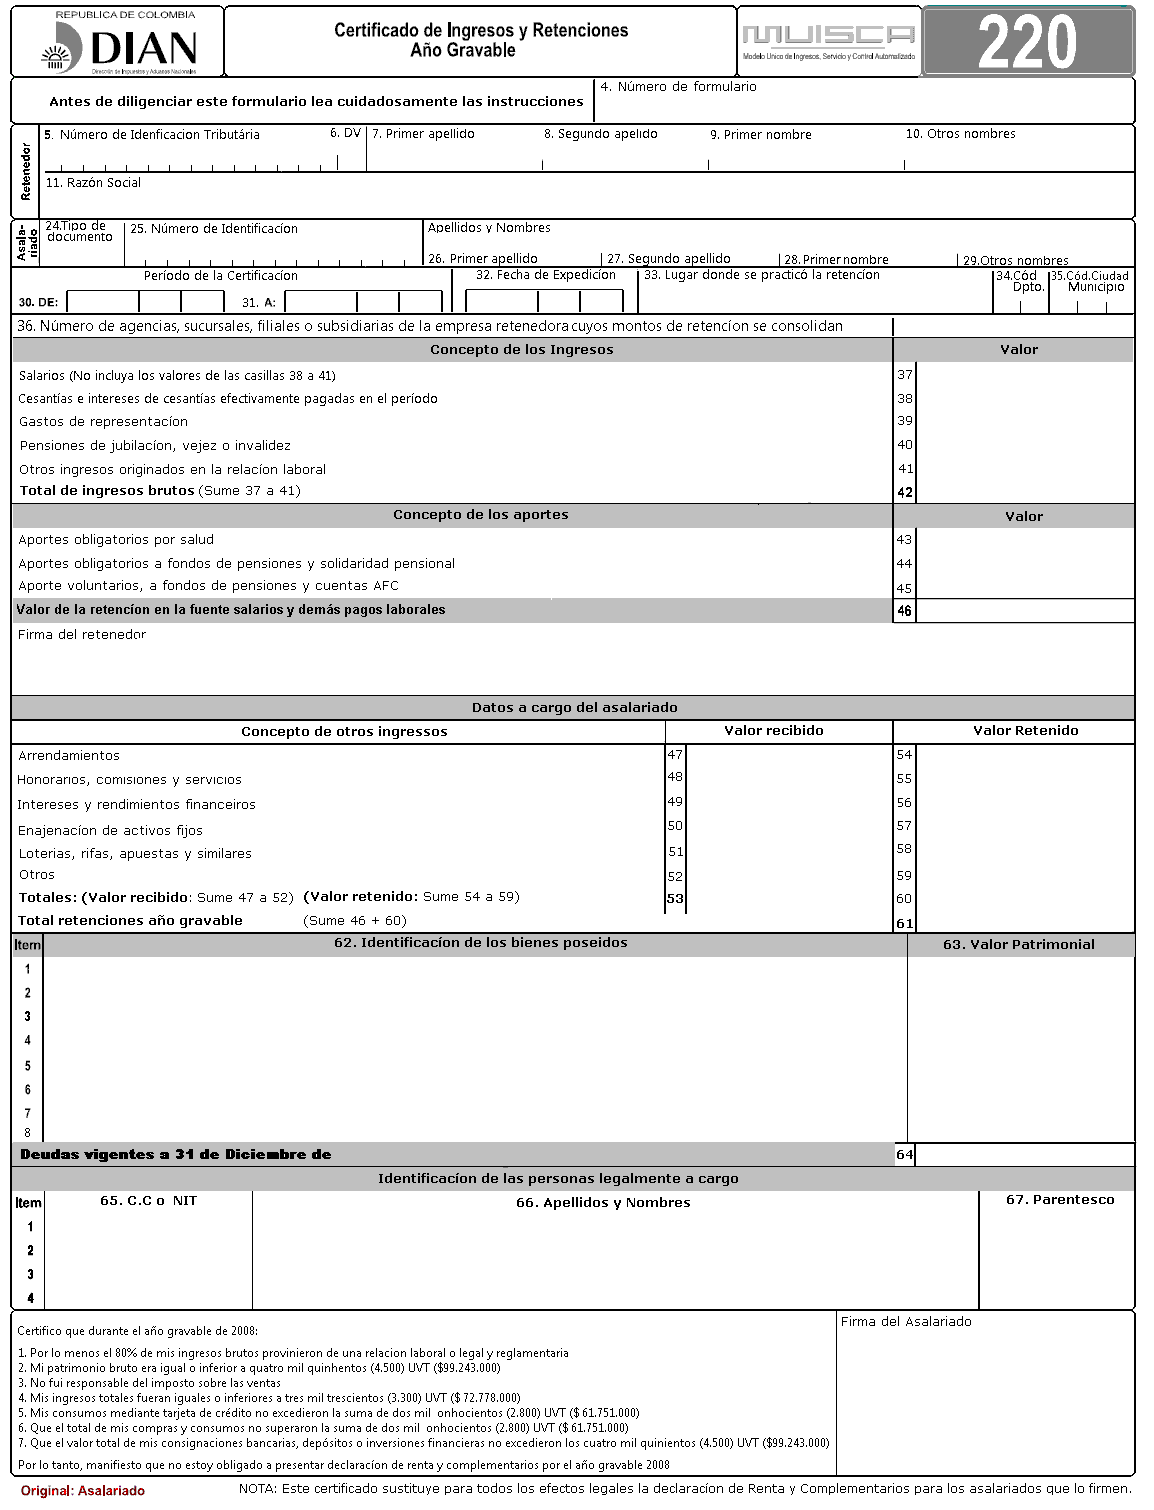 REPUBLICA DE COLOMBIA
DIAN
Dirección de Impuestos y Aduanas Nacionales
Certificado de Ingresos y Retenciones
Año Gravable
MUISCA
Modelo Unico de Ingresos, Servicio y Control Automatizado
220
Antes de diligenciar este formulario lea cuidadosamente las instrucciones
4. Número de formulario
Retenedor
5. Número de Idenficacion Tributária 6. DV 7. Primer apellido 8. Segundo apelido 9. Primer nombre 10. Otros nombres
11. Razón Social
Asala-
riado
24.Tipo de
documento
25. Número de Identificacíon
Apellidos y Nombres
26. Primer apellido 27. Segundo apellido 28.Primer nombre 29.Otros nombres
Período de la Certificacíon
30. DE: 31. A:
32. Fecha de Expedicíon
33. Lugar donde se practicó la retencíon
34.Cód
Dpto.
35.Cód.Ciudad
Municipio
36. Número de agencias, sucursales, filiales o subsidiarias de la empresa retenedora cuyos montos de retencíon se consolidan
Concepto de los Ingresos Valor
Salarios (No incluya los valores de las casillas 38 a 41) 37
Cesantías e intereses de cesantías efectivamente pagadas en el período 38
Gastos de representacíon 39
Pensiones de jubilacíon, vejez o invalidez 40
Otros ingresos originados en la relacíon laboral 41
Total de ingresos brutos (Sume 37 a 41) 42
Concepto de los aportes Valor
Aportes obligatorios por salud 43
Aportes obligatorios a fondos de pensiones y solidaridad pensional 44
Aporte voluntarios, a fondos de pensiones y cuentas AFC 45
Valor de la retencíon en la fuente salarios y demás pagos laborales 46
Firma del retenedor
Datos a cargo del asalariado
Concepto de otros ingressos Valor recibido Valor Retenido
Arrendamientos 47 54
Honorarios, comisiones y servicios 48 55
Intereses y rendimientos financeiros 49 56
Enajenacíon de activos fijos 50 57
Loterias, rifas, apuestas y similares 51 58
Otros 52 59
Totales: (Valor recibido: Sume 47 a 52) (Valor retenido: Sume 54 a 59) 53 60
Total retenciones año gravable (Sume 46 + 60) 61
Item 62. Identificacíon de los bienes poseidos 63. Valor Patrimonial
1
2
3
4
5
6
7
8
Deudas vigentes a 31 de Diciembre de 64
Identificacíon de las personas legalmente a cargo
Item 65. C.C o NIT 66. Apellidos y Nombres 67. Parentesco
1
2
3
4
Certifico que durante el año gravable de 2008:
1. Por lo menos el 80% de mis ingresos brutos provinieron de una relacion laboral o legal y reglamentaria
2. Mi patrimonio bruto era igual o inferior a quatro mil quinhentos (4.500) UVT ($99.243.000)
3. No fui responsable del imposto sobre las ventas
4. Mis ingresos totales fueran iguales o inferiores a tres mil trescientos (3.300) UVT ($ 72.778.000)
5. Mis consumos mediante tarjeta de crédito no excedieron la suma de dos mil onhocientos (2.800) UVT ($ 61.751.000)
6. Que el total de mis compras y consumos no superaron la suma de dos mil onhocientos (2.800) UVT ($ 61.751.000)
7. Que el valor total de mis consignaciones bancarias, depósitos o inversiones financeiras no excedieron los cuatro mil quinientos (4.500) UVT ($99.243.000)
Por lo tanto, manifiesto que no estoy obligado a presentar declaracíon de renta y complementarios por el año gravable 2008
Firma del Asalariado
Original: Asalariado
NOTA: Este certificado sustituye para todos los efectos legales la declaracíon de Renta y Complementarios para los asalariados que lo firmen.